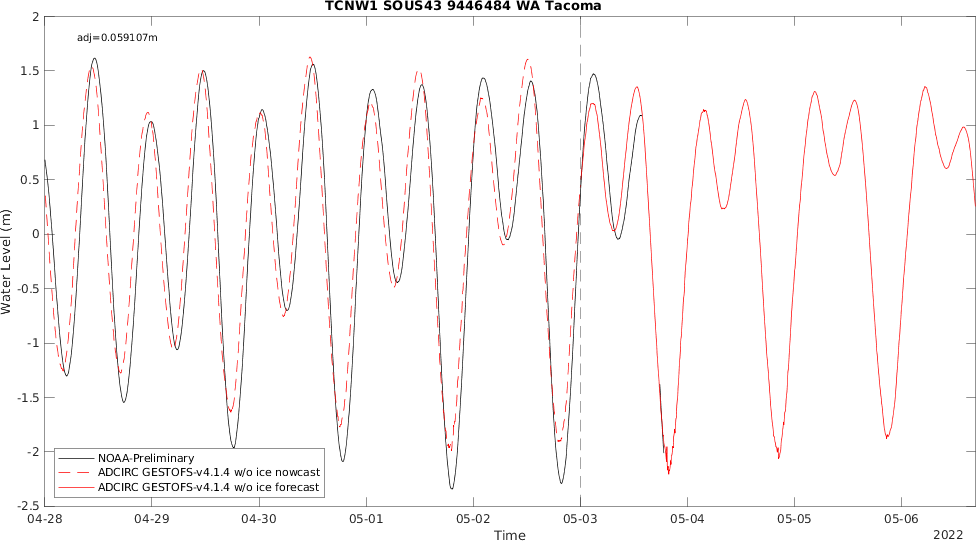 TCNW1 SOUS43 9446484 WA Tacoma
adj=0.059107m
2
1.5
1
0.5
0
-0.5
-1
-1.5
-2
-2.5
Water Level (m)
NOAA-Preliminary
ADCIRC GESTOFS-v4.1.4 w/o ice nowcast
ADCIRC GESTOFS-v4.1.4 w/o ice forecast
04-28 04-29 04-30 05-01 05-02 05-03 05-04 05-05 05-06
Time
2022